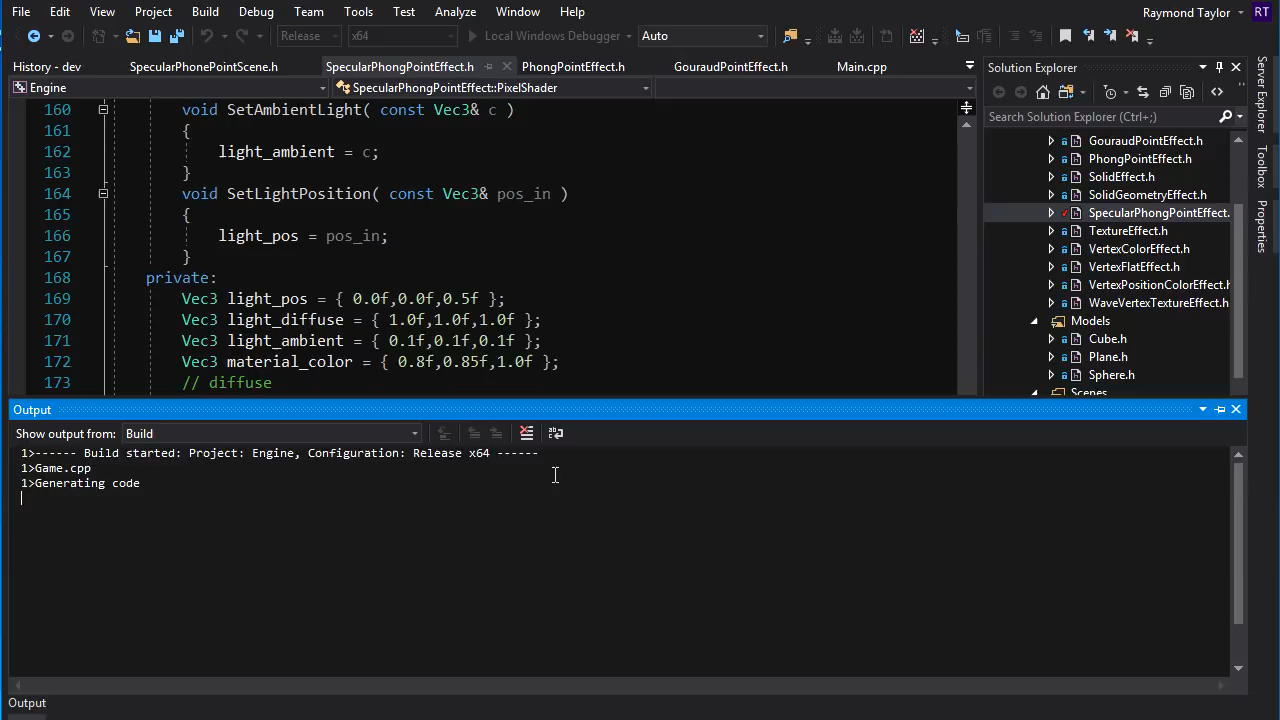 File Edit View Project Build Debug Team Tools Test Analyze Window Help Raymond Taylor RT
Release x64 Local Windows Debugger Auto
History - dev SpecularPhonePointScene.h SpecularPhongPointEffect.h PhongPointEffect.h GouraudPointEffect.h Main.cpp
Engine SpecularPhongPointEffect::PixelShader
160 void SetAmbientLight( const Vec3& c )
161 {
162 light_ambient = c;
163 }
164 void SetLightPosition( const Vec3& pos_in )
165 {
166 light_pos = pos_in;
167 }
168 private:
169 Vec3 light_pos = { 0.0f,0.0f,0.5f };
170 Vec3 light_diffuse = { 1.0f,1.0f,1.0f };
171 Vec3 light_ambient = { 0.1f,0.1f,0.1f };
172 Vec3 material_color = { 0.8f,0.85f,1.0f };
173 // diffuse
Solution Explorer
Search Solution Explorer (Ctrl+;)
GouraudPointEffect.h
PhongPointEffect.h
SolidEffect.h
SolidGeometryEffect.h
SpecularPhongPointEffect.
TextureEffect.h
VertexColorEffect.h
VertexFlatEffect.h
VertexPositionColorEffect.h
WaveVertexTextureEffect.h
Models
Cube.h
Plane.h
Sphere.h
Scenes
Server Explorer
Toolbox
Properties
Output
Show output from: Build
1>------ Build started: Project: Engine, Configuration: Release x64 ------
1>Game.cpp
1>Generating code
Output